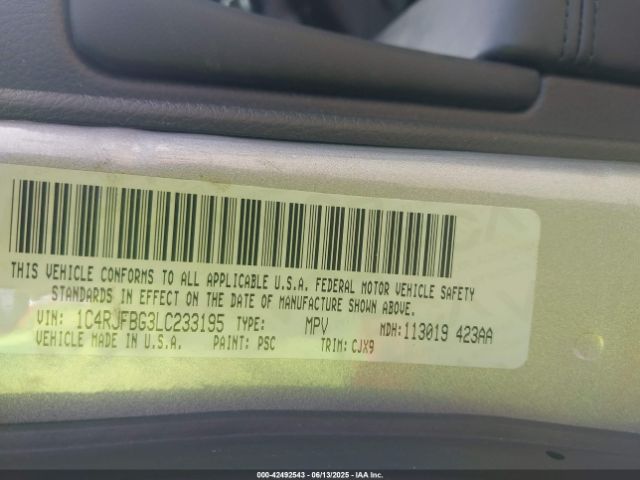 THIS VEHICLE CONFORMS TO ALL APPLICABLE U.S.A. FEDERAL MOTOR VEHICLE SAFETY
STANDARDS IN EFFECT ON THE DATE OF MANUFACTURE SHOWN ABOVE.
VIN: 1C4RJFBG3LC233195 TYPE: MPV MDH: 113019 423AA
VEHICLE MADE IN U.S.A. PAINT: PSC TRIM: CJX9
000-42492543 - 06/13/2025 - IAA Inc.